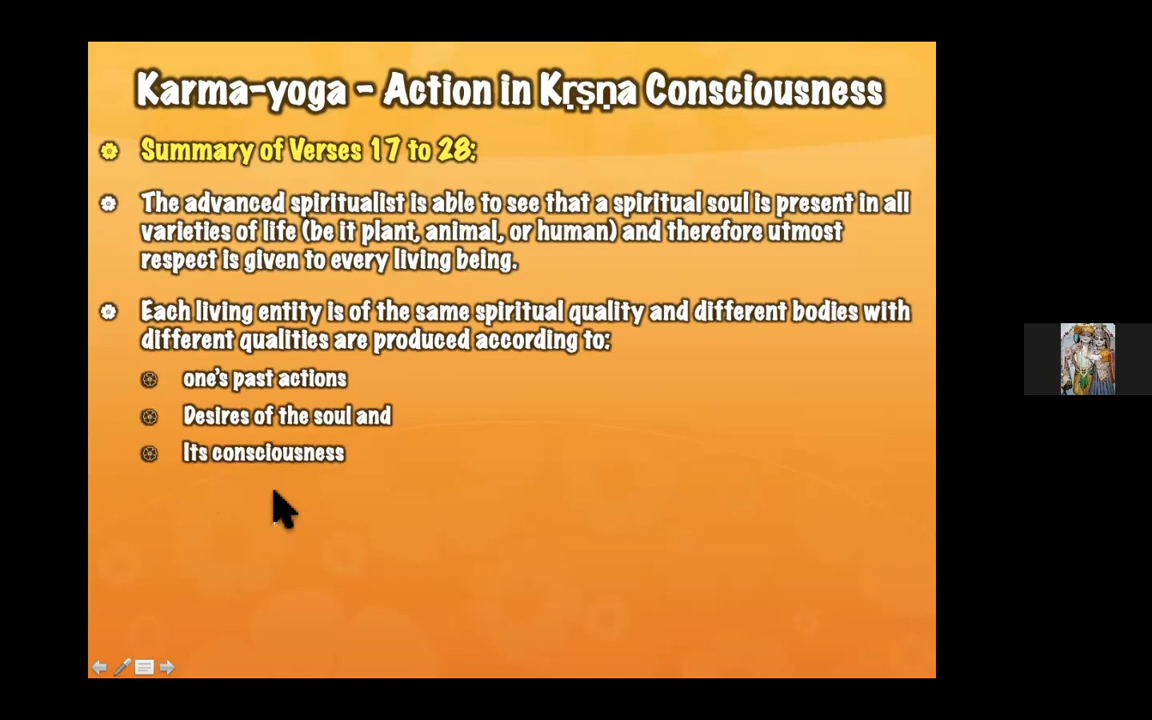 Karma-yoga - Action in Kṛṣṇa Consciousness
Summary of Verses 17 to 28:
The advanced spiritualist is able to see that a spiritual soul is present in all
varieties of life (be it plant, animal, or human) and therefore utmost
respect is given to every living being.
Each living entity is of the same spiritual quality and different bodies with
different qualities are produced according to:
one's past actions
Desires of the soul and
Its consciousness